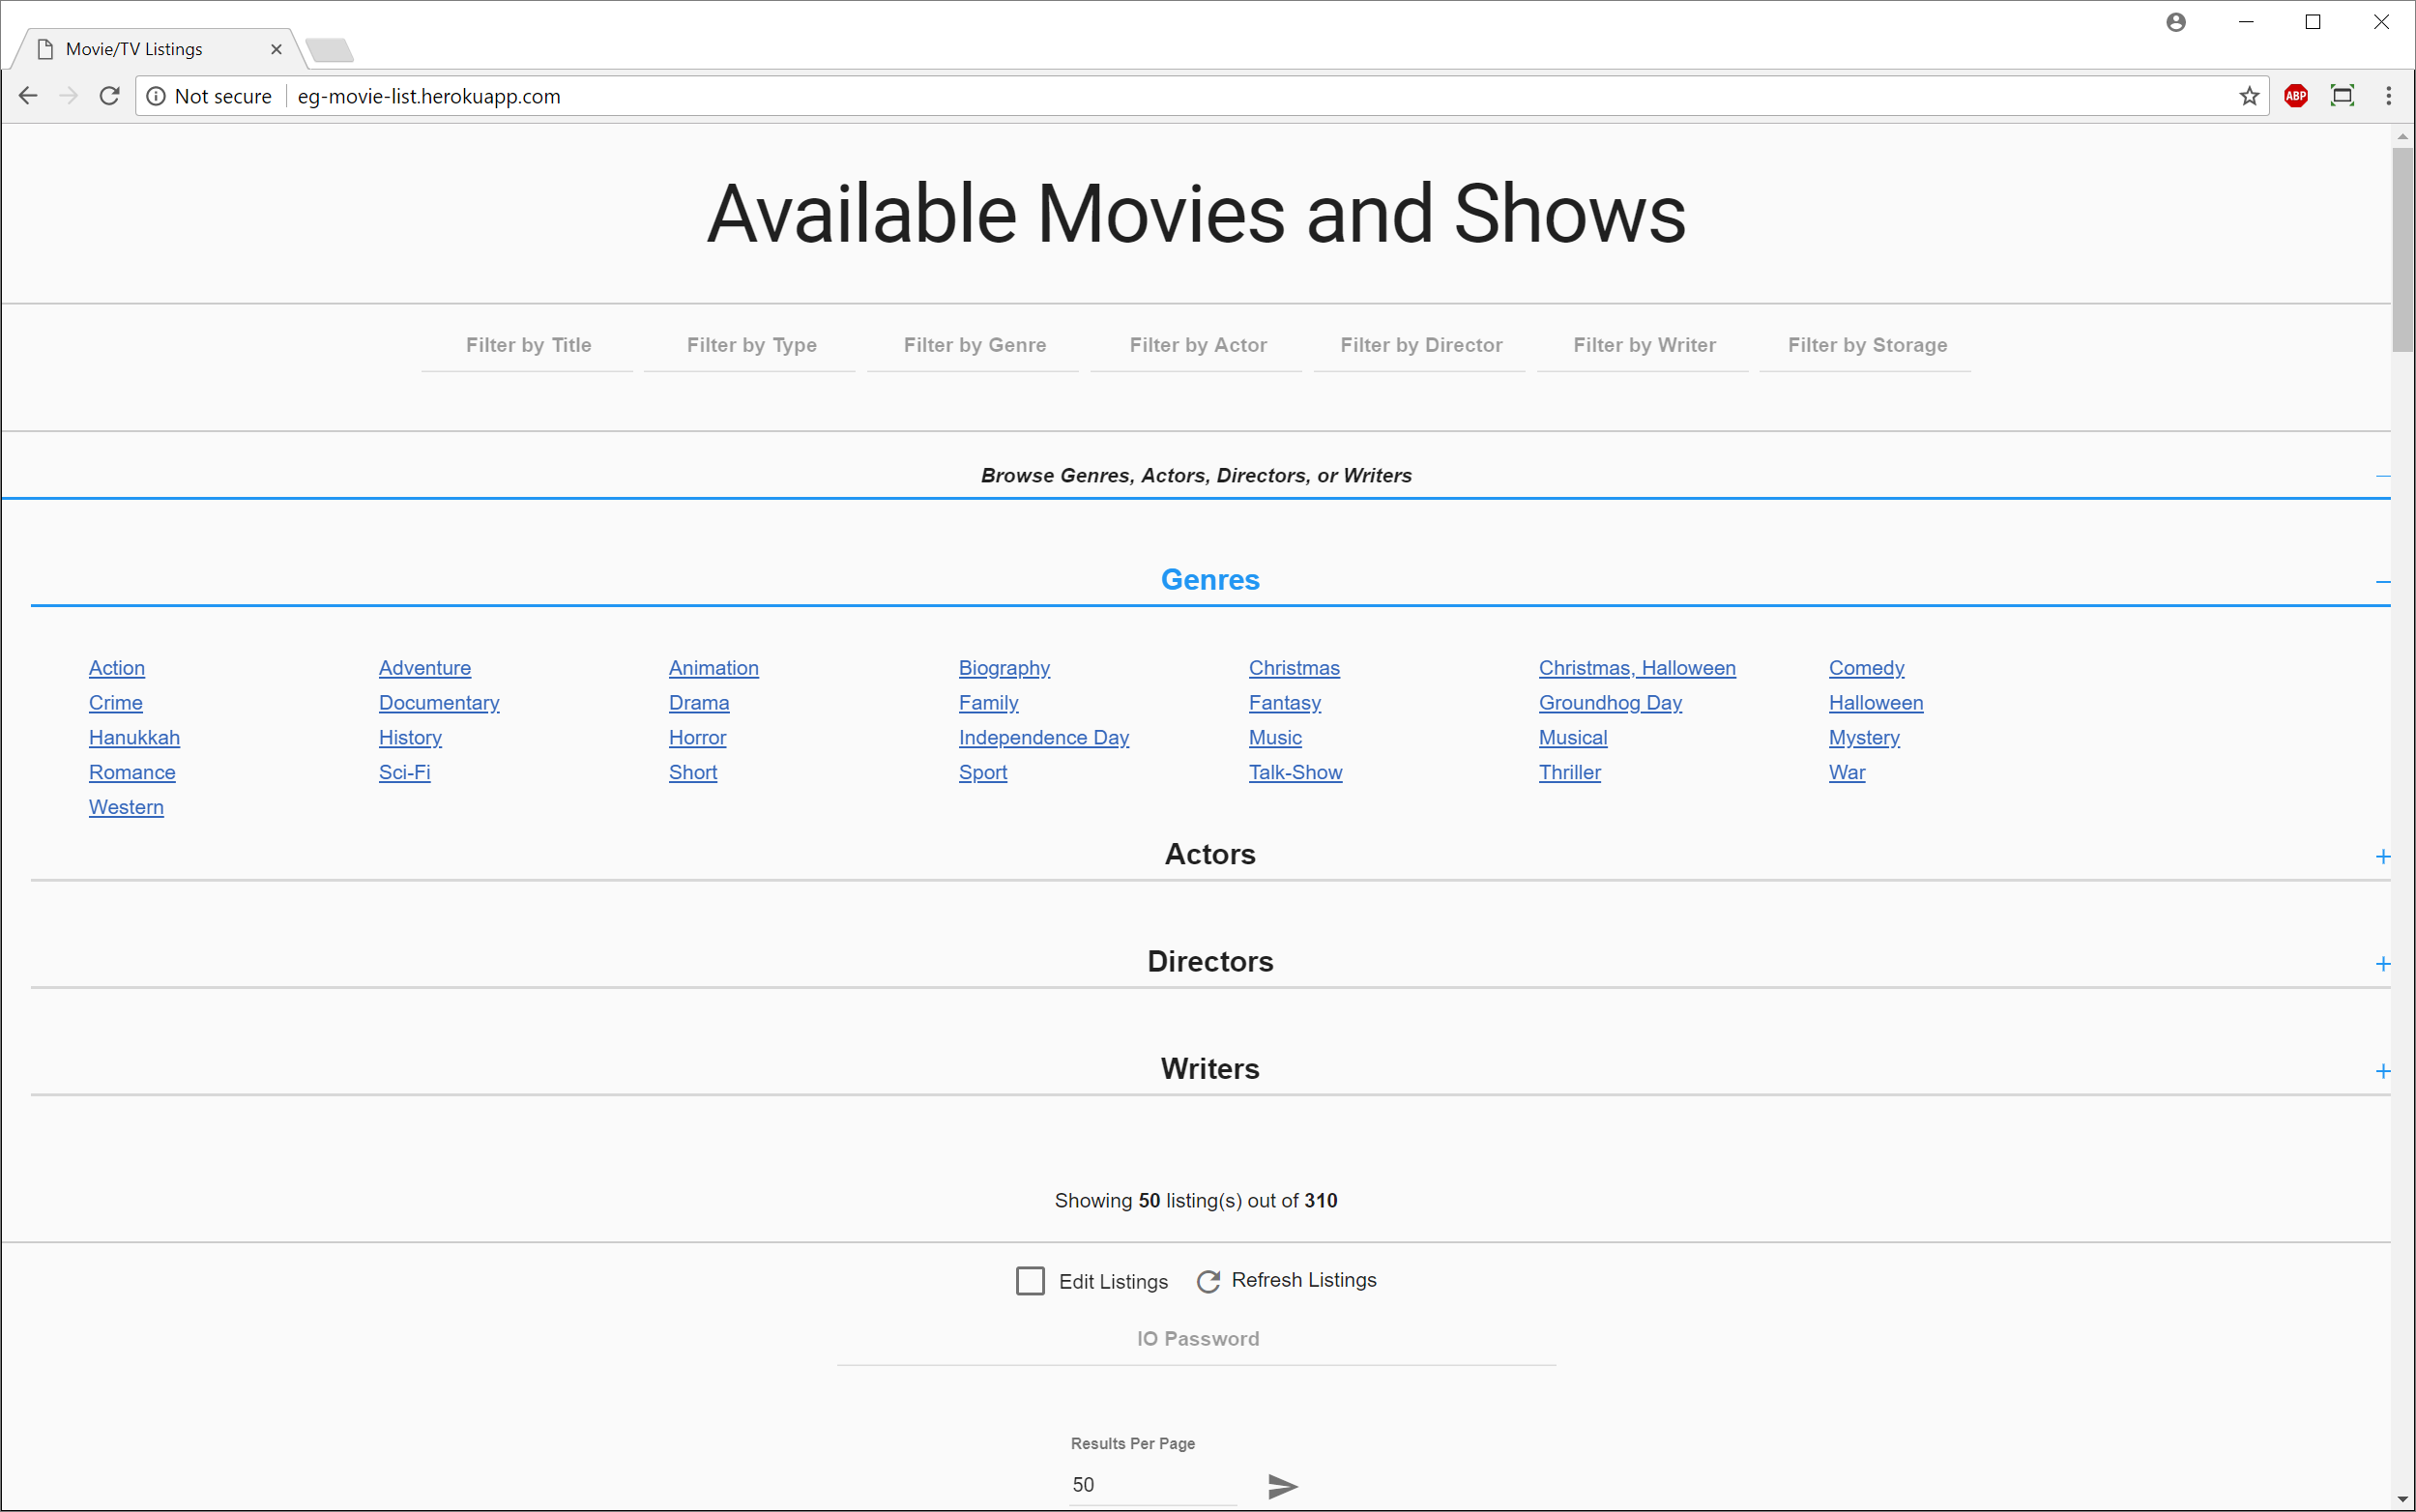 Movie/TV Listings
Not secure eg-movie-list.herokuapp.com ABP
Available Movies and Shows
Filter by Title Filter by Type Filter by Genre Filter by Actor Filter by Director Filter by Writer Filter by Storage
Browse Genres, Actors, Directors, or Writers
Genres
Action Adventure Animation Biography Christmas Christmas, Halloween Comedy
Crime Documentary Drama Family Fantasy Groundhog Day Halloween
Hanukkah History Horror Independence Day Music Musical Mystery
Romance Sci-Fi Short Sport Talk-Show Thriller War
Western
Actors
Directors
Writers
Showing 50 listing(s) out of 310
Edit Listings Refresh Listings
IO Password
Results Per Page
50